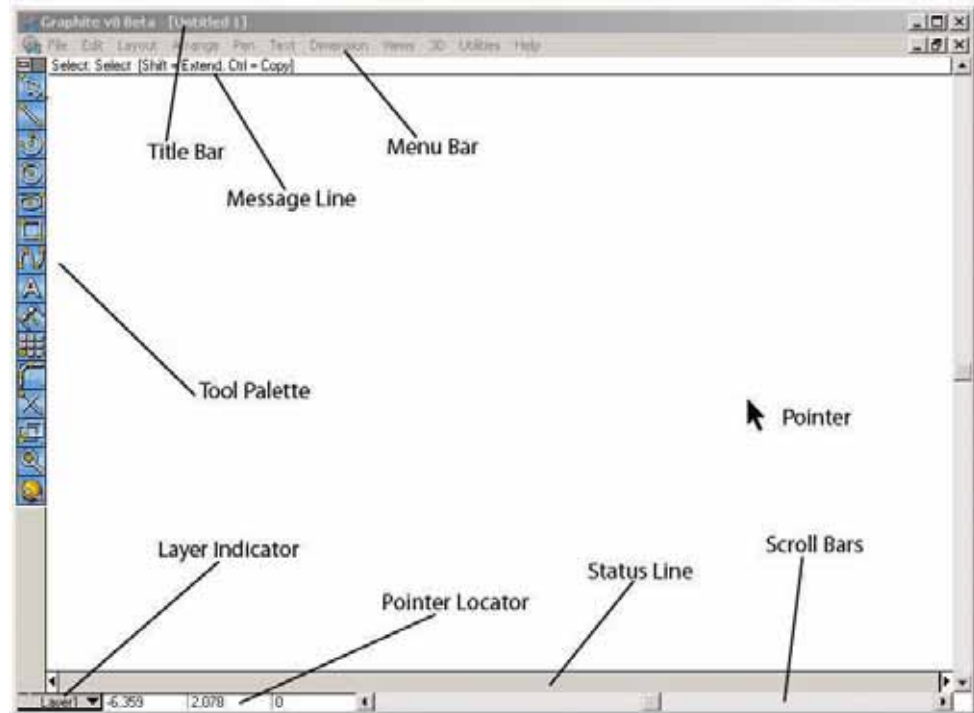 Graphite v8 Beta - [Untitled 1]
File Edit Layout Arrange Pen Text Dimension Views 3D Utilities Help
Select: Select [Shift = Extend, Ctrl = Copy]
Title Bar
Menu Bar
Message Line
Tool Palette
Pointer
Layer Indicator
Scroll Bars
Status Line
Pointer Locator
Layer1 -6.359 2.078 0